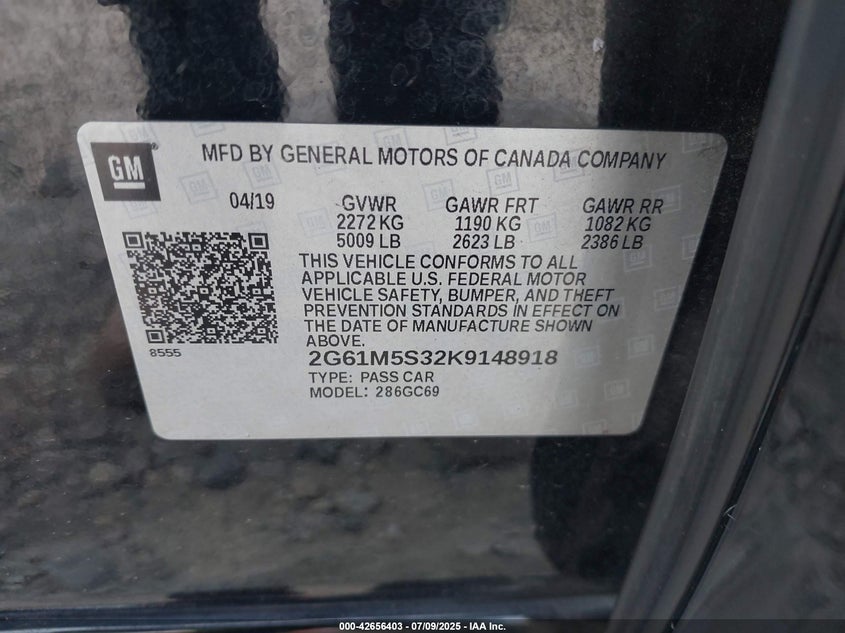 GM
MFD BY GENERAL MOTORS OF CANADA COMPANY
04/19 GVWR GAWR FRT GAWR RR
2272 KG 1190 KG 1082 KG
5009 LB 2623 LB 2386 LB
THIS VEHICLE CONFORMS TO ALL
APPLICABLE U.S. FEDERAL MOTOR
VEHICLE SAFETY, BUMPER, AND THEFT
PREVENTION STANDARDS IN EFFECT ON
THE DATE OF MANUFACTURE SHOWN
ABOVE.
8555
2G61M5S32K9148918
TYPE: PASS CAR
MODEL: 286GC69
000-42656403 / 07/09/2025 - IAA Inc.